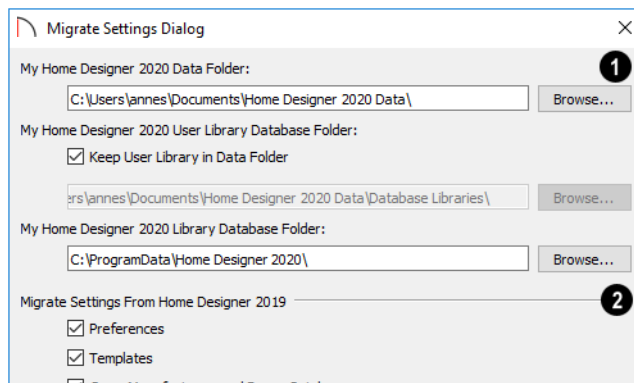 Migrate Settings Dialog
My Home Designer 2020 Data Folder:
1
C:\Users\annes\Documents\Home Designer 2020 Data\
Browse...
My Home Designer 2020 User Library Database Folder:
Keep User Library in Data Folder
ers\annes\Documents\Home Designer 2020 Data\Database Libraries\
Browse...
My Home Designer 2020 Library Database Folder:
C:\ProgramData\Home Designer 2020\
Browse...
Migrate Settings From Home Designer 2019
2
Preferences
Templates